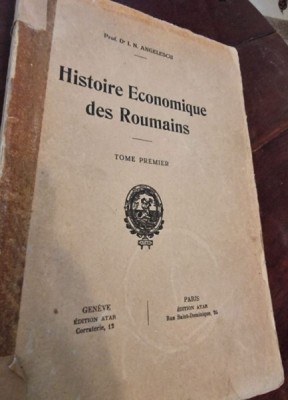 Prof. Dr I. N. ANGELESCU
Histoire Economique
des Roumains
TOME PREMIER
GENÈVE
ÉDITION ATAR
Corraterie, 12
PARIS
ÉDITION ATAR
Rue Saint-Dominique, 24